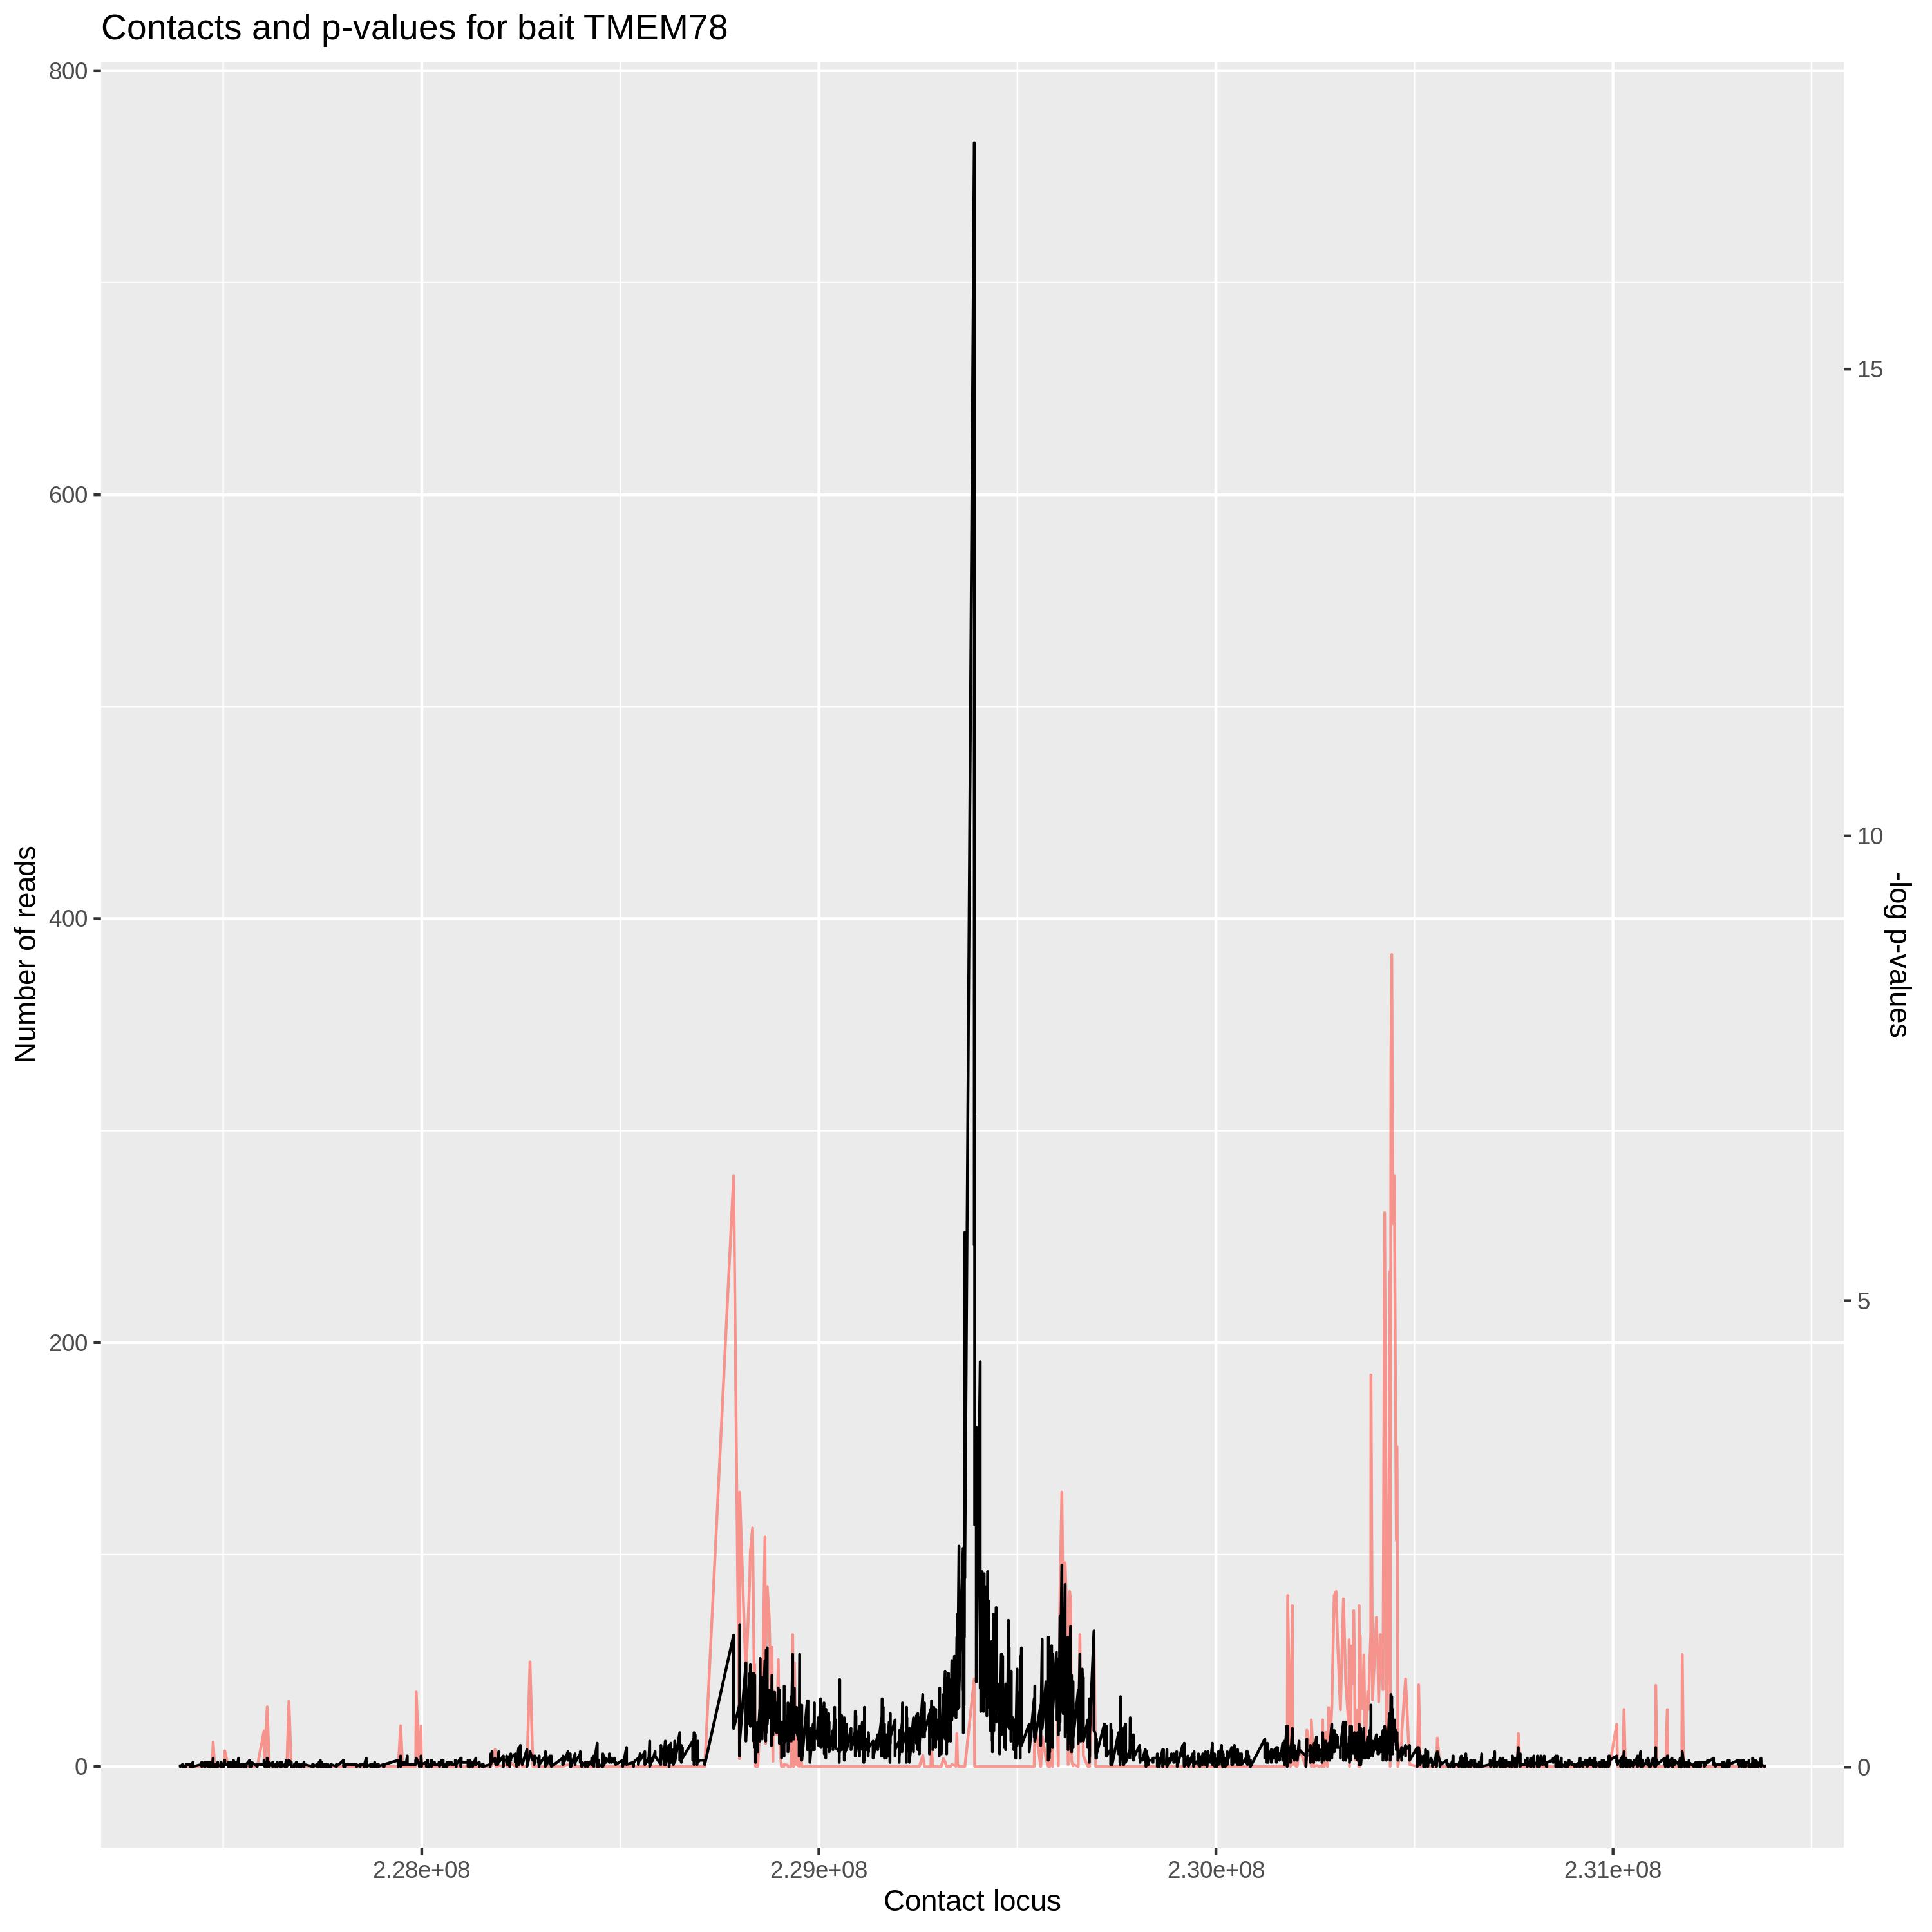 Contacts and p-values for bait TMEM78
800
600
400
200
0
Number of reads
15
10
5
0
-log p-values
2.28e+08 2.29e+08 2.30e+08 2.31e+08
Contact locus